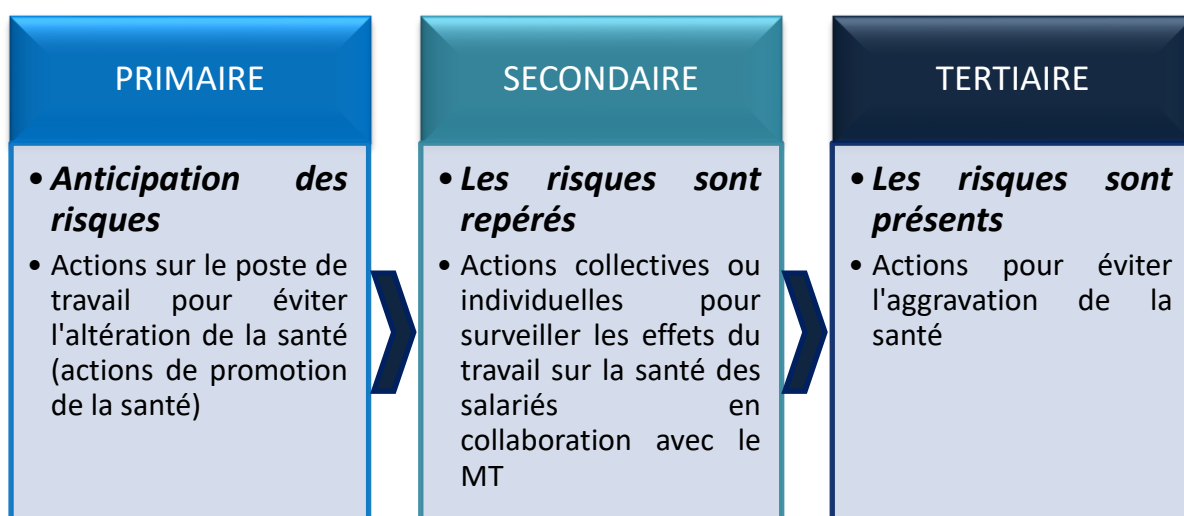 PRIMAIRE
• Anticipation des
risques
• Actions sur le poste de
travail pour éviter
l'altération de la santé
(actions de promotion
de la santé)
SECONDAIRE
• Les risques sont
repérés
• Actions collectives ou
individuelles pour
surveiller les effets du
travail sur la santé des
salariés en
collaboration avec le
MT
TERTIAIRE
• Les risques sont
présents
• Actions pour éviter
l'aggravation de la
santé